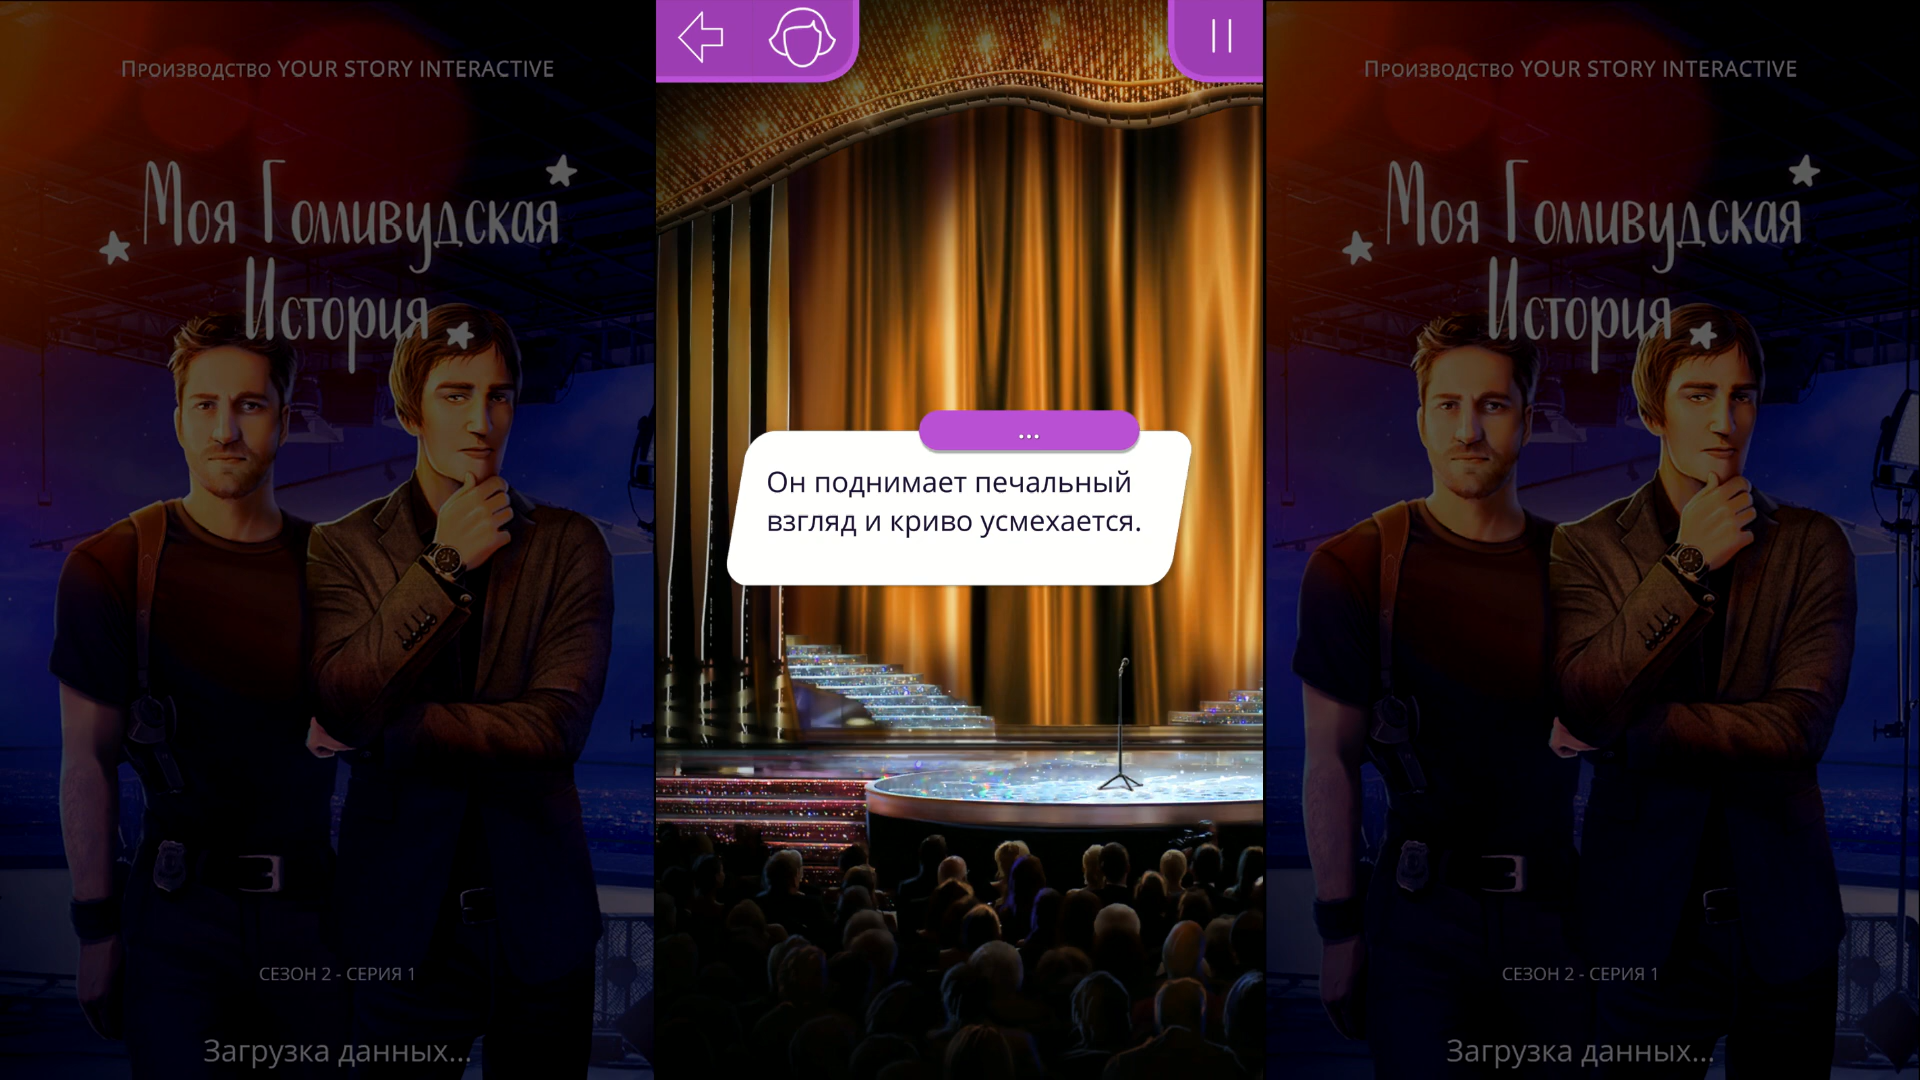 Производство YOUR STORY INTERACTIVE
Моя Голливудская
История
СЕЗОН 2 - СЕРИЯ 1
Загрузка данных...
...
Он поднимает печальный
взгляд и криво усмехается.
Производство YOUR STORY INTERACTIVE
Моя Голливудская
История
СЕЗОН 2 - СЕРИЯ 1
Загрузка данных...